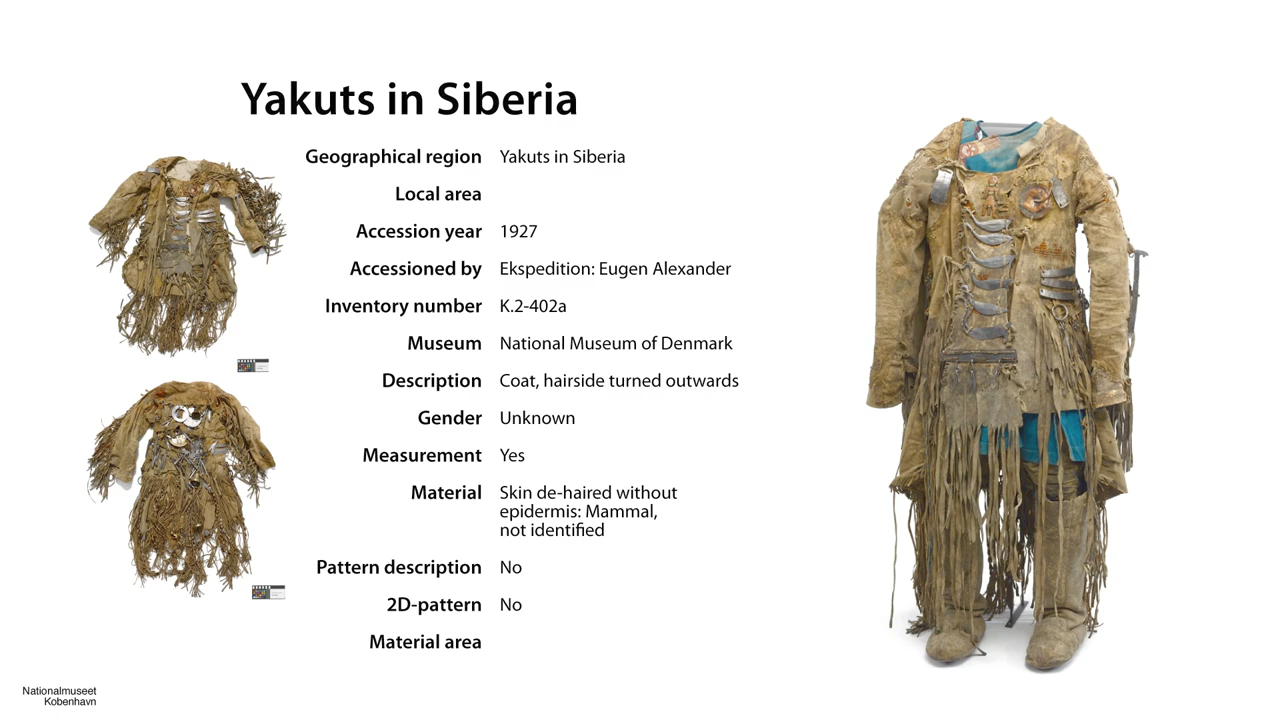 Yakuts in Siberia
Geographical region Yakuts in Siberia
Local area
Accession year 1927
Accessioned by Ekspedition: Eugen Alexander
Inventory number K.2-402a
Museum National Museum of Denmark
Description Coat, hairside turned outwards
Gender Unknown
Measurement Yes
Material Skin de-haired without
epidermis: Mammal,
not identified
Pattern description No
2D-pattern No
Material area
Nationalmuseet
Kobenhavn